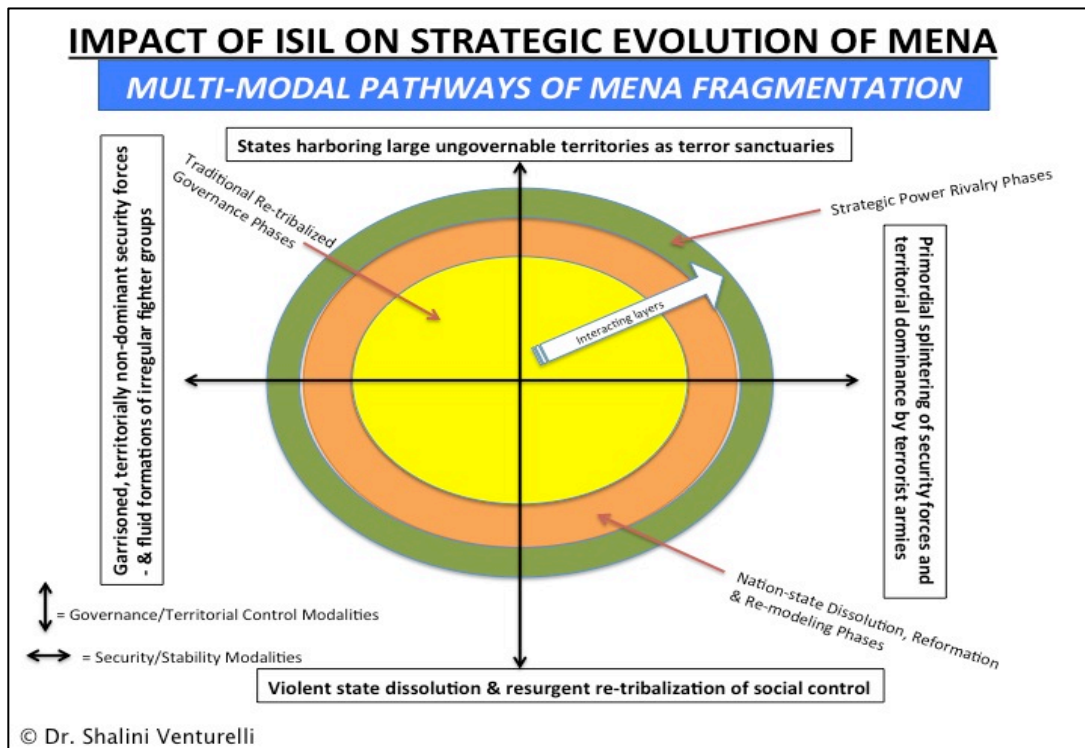 IMPACT OF ISIL ON STRATEGIC EVOLUTION OF MENA
MULTI-MODAL PATHWAYS OF MENA FRAGMENTATION
States harboring large ungovernable territories as terror sanctuaries
Traditional Re-tribalized
Governance Phases
Strategic Power Rivalry Phases
Garrisoned, territorially non-dominant security forces
- & fluid formations of irregular fighter groups
Interacting layers
Primordial splintering of security forces and
territorial dominance by terrorist armies
Nation-state Dissolution, Reformation
& Re-modeling Phases
= Governance/Territorial Control Modalities
= Security/Stability Modalities
Violent state dissolution & resurgent re-tribalization of social control
© Dr. Shalini Venturelli